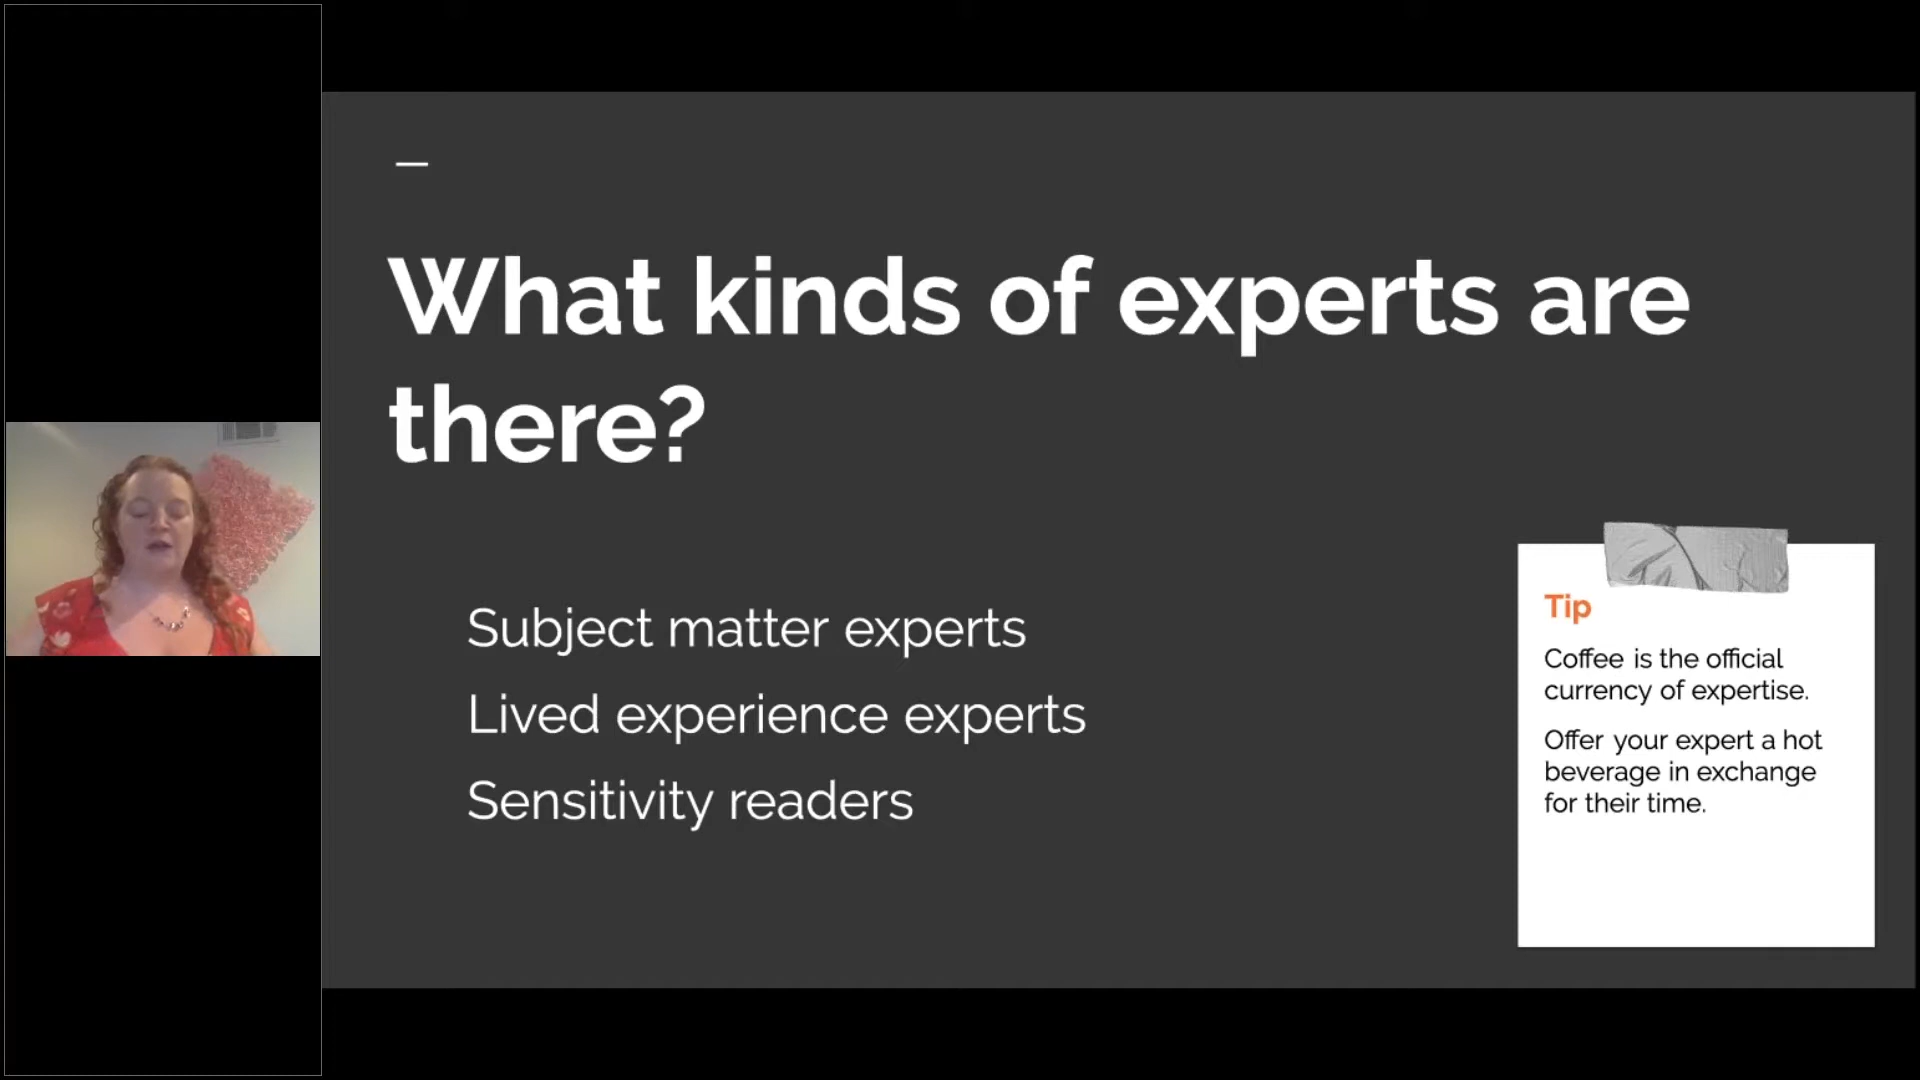 What kinds of experts are
there?
Subject matter experts
Lived experience experts
Sensitivity readers
Tip
Coffee is the official
currency of expertise.
Offer your expert a hot
beverage in exchange
for their time.